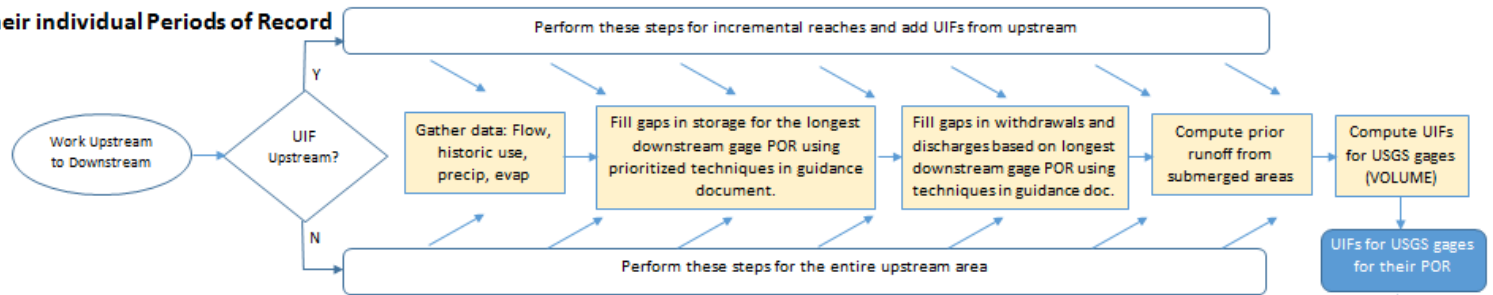 eir individual Periods of Record
Perform these steps for incremental reaches and add UIFs from upstream
Y
Work Upstream
to Downstream
UIF
Upstream?
Gather data: Flow,
historic use,
precip, evap
Fill gaps in storage for the longest
downstream gage POR using
prioritized techniques in guidance
document.
Fill gaps in withdrawals and
discharges based on longest
downstream gage POR using
techniques in guidance doc.
Compute prior
runoff from
submerged areas
Compute UIFs
for USGS gages
(VOLUME)
N
Perform these steps for the entire upstream area
UIFs for USGS gages
for their POR